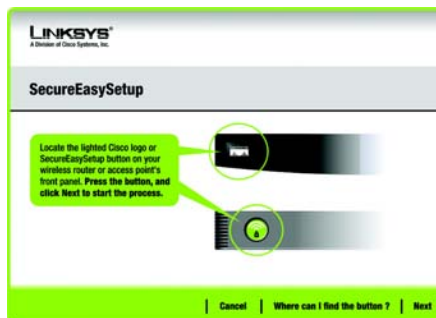 LINKSYS®
A Division of Cisco Systems, Inc.
SecureEasySetup
Locate the lighted Cisco logo or
SecureEasySetup button on your
wireless router or access point's
front panel. Press the button, and
click Next to start the process.
Cancel | Where can I find the button ? | Next